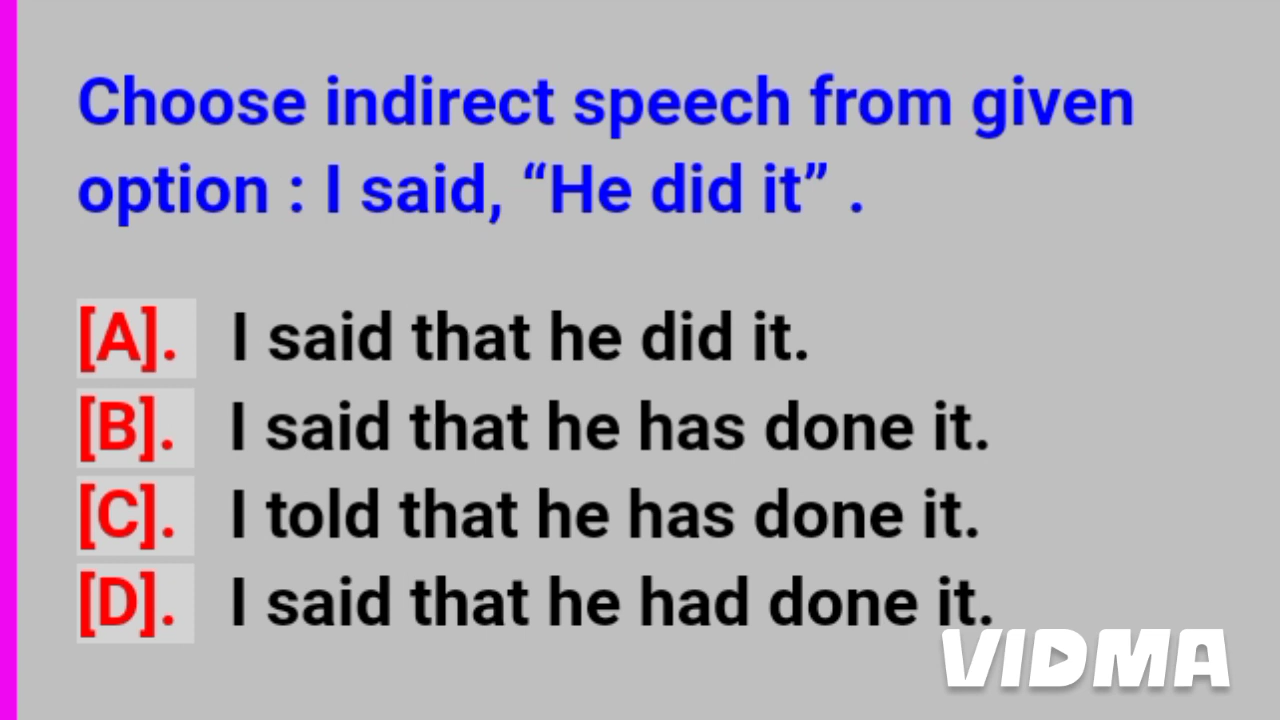 Choose indirect speech from given
option : I said, “He did it” .
[A]. I said that he did it.
[B]. I said that he has done it.
[C]. I told that he has done it.
[D]. I said that he had done it.
VIDMA